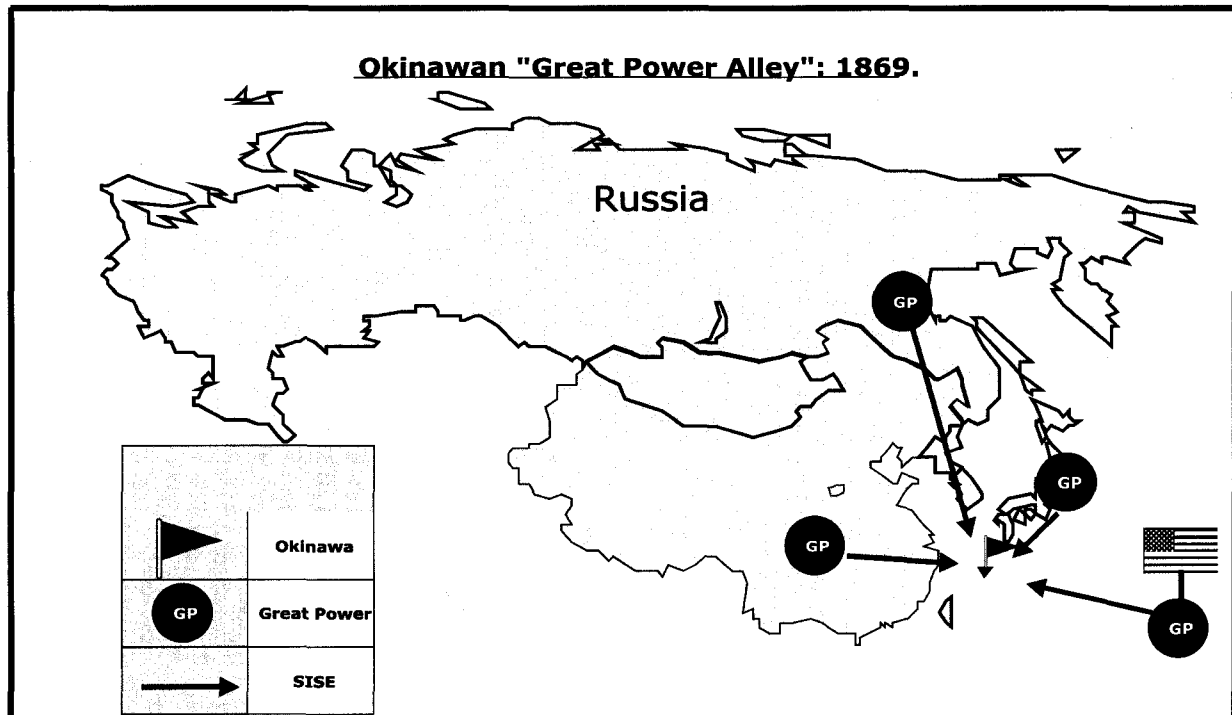 Okinawan "Great Power Alley": 1869.
Russia
GP
GP
GP
GP
Okinawa
GP
Great Power
SISE